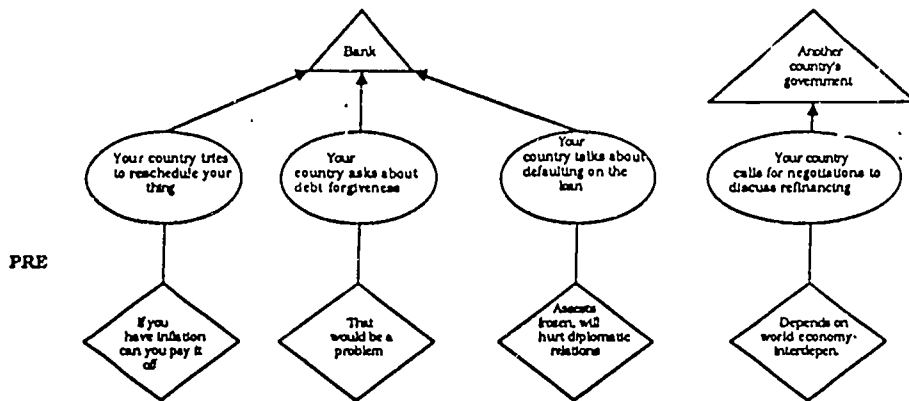 Bank
Another
country's
government
Your country tries
to reschedule your
thing
Your
country asks about
debt forgiveness
Your
country talks about
defaulting on the
loan
Your country
calls for negotiations to
discuss refinancing
PRE
If you
have inflation
can you pay it
off
That
would be a
problem
Assests
frozen, will
hurt diplomatic
relations
Depends on
world economy-
interdepen.